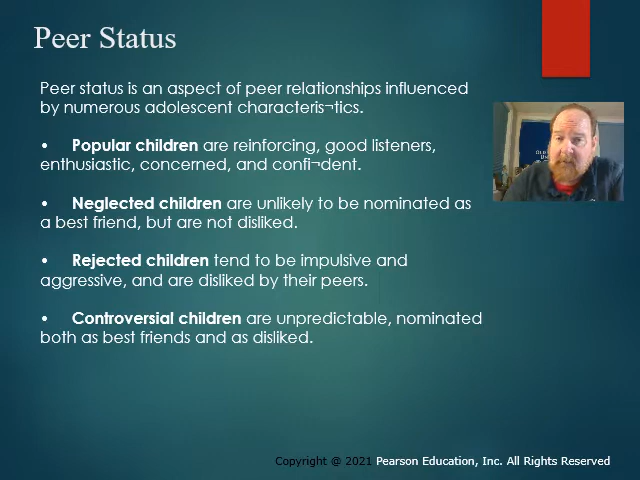 Peer Status
Peer status is an aspect of peer relationships influenced
by numerous adolescent characteris¬tics.
• Popular children are reinforcing, good listeners,
enthusiastic, concerned, and confi¬dent.
• Neglected children are unlikely to be nominated as
a best friend, but are not disliked.
• Rejected children tend to be impulsive and
aggressive, and are disliked by their peers.
• Controversial children are unpredictable, nominated
both as best friends and as disliked.
Copyright @ 2021 Pearson Education, Inc. All Rights Reserved